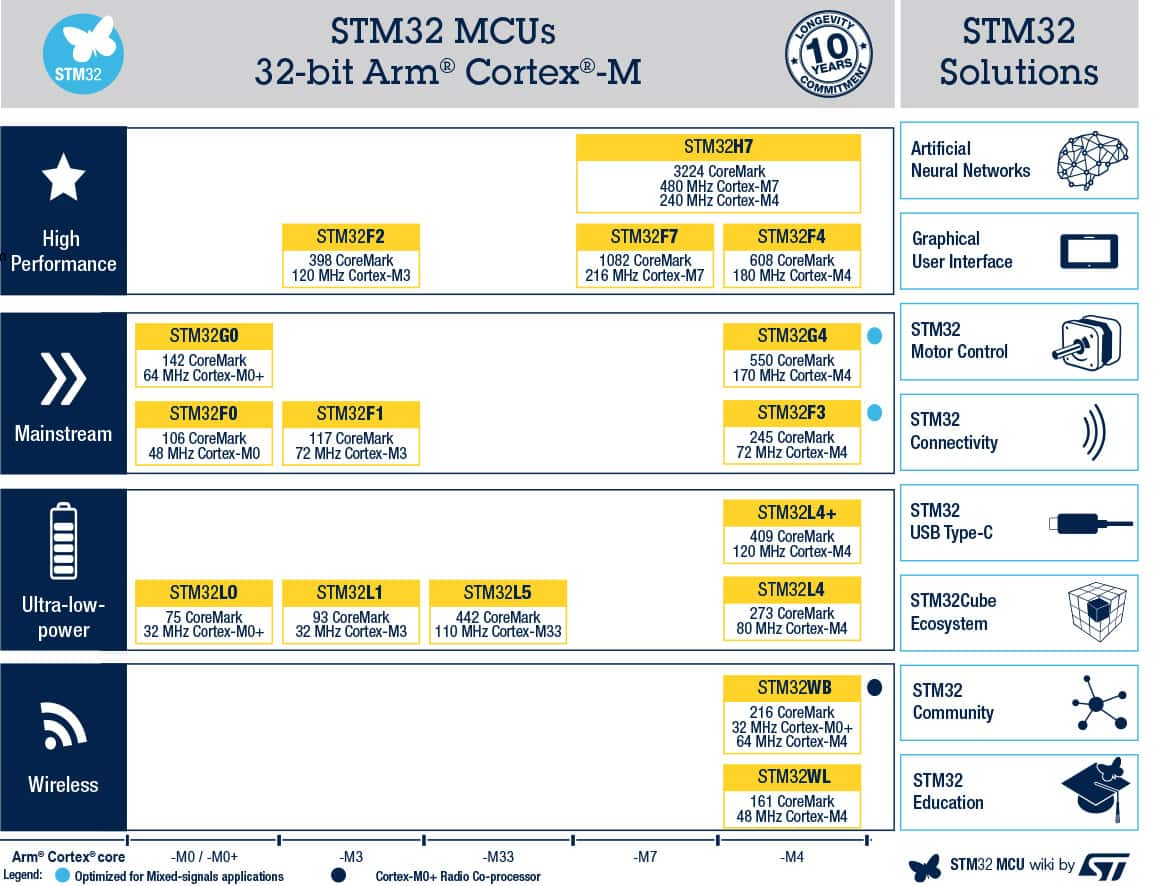 STM32
STM32 MCUs
32-bit Arm® Cortex®-M
LONGEVITY
10
YEARS
COMMITMENT
STM32
Solutions
High
Performance
STM32H7
3224 CoreMark
480 MHz Cortex-M7
240 MHz Cortex-M4
STM32F2
398 CoreMark
120 MHz Cortex-M3
STM32F7
1082 CoreMark
216 MHz Cortex-M7
STM32F4
608 CoreMark
180 MHz Cortex-M4
Mainstream
STM32G0
142 CoreMark
64 MHz Cortex-M0+
STM32G4
550 CoreMark
170 MHz Cortex-M4
STM32F0
106 CoreMark
48 MHz Cortex-M0
STM32F1
117 CoreMark
72 MHz Cortex-M3
STM32F3
245 CoreMark
72 MHz Cortex-M4
Ultra-low-
power
STM32L4+
409 CoreMark
120 MHz Cortex-M4
STM32L0
75 CoreMark
32 MHz Cortex-M0+
STM32L1
93 CoreMark
32 MHz Cortex-M3
STM32L5
442 CoreMark
110 MHz Cortex-M33
STM32L4
273 CoreMark
80 MHz Cortex-M4
Wireless
STM32WB
216 CoreMark
32 MHz Cortex-M0+
64 MHz Cortex-M4
STM32WL
161 CoreMark
48 MHz Cortex-M4
Arm® Cortex® core
-M0 / -M0+
-M3
-M33
-M7
-M4
Legend:
Optimized for Mixed-signals applications
Cortex-M0+ Radio Co-processor
Artificial
Neural Networks
Graphical
User Interface
STM32
Motor Control
STM32
Connectivity
STM32
USB Type-C
STM32Cube
Ecosystem
STM32
Community
STM32
Education
STM32 MCU wiki by ST